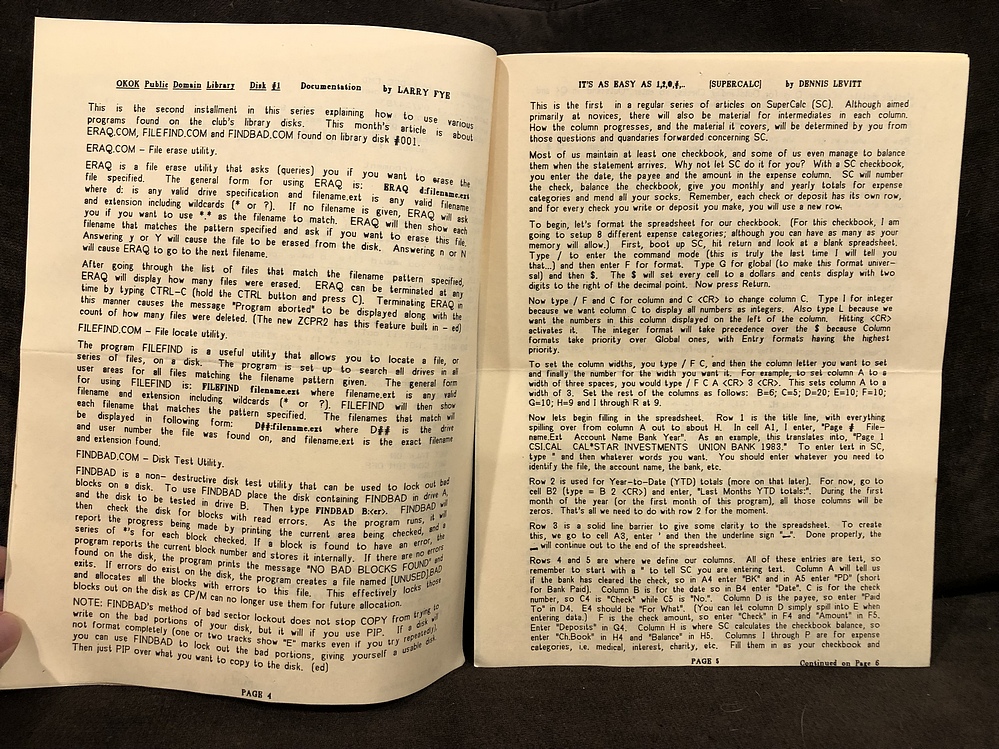 OKOK Public Domain Library Disk #1 Documentation by LARRY FYE
This is the second installment in this series explaining how to use various
programs found on the club's library disks. This month's article is about
ERAQ.COM, FILEFIND.COM and FINDBAD.COM found on library disk #001.
ERAQ.COM - File erase utility.
ERAQ is a file erase utility that asks (queries) you if you want to erase the
file specified. The general form for using ERAQ is: ERAQ d:filename.ext
where d: is any valid drive specification and filename.ext is any valid filename
and extension including wildcards (* or ?). If no filename is given, ERAQ will ask
you if you want to use *.* as the filename to match. ERAQ will then show each
filename that matches the pattern specified and ask if you want to erase this file.
Answering y or Y will cause the file to be erased from the disk. Answering n or N
will cause ERAQ to go to the next filename.
After going through the list of files that match the filename pattern specified,
ERAQ will display how many files were erased. ERAQ can be terminated at any
time by typing CTRL-C (hold the CTRL button and press C). Terminating ERAQ in
this manner causes the message "Program aborted" to be displayed along with the
count of how many files were deleted. (The new ZCPR2 has this feature built in - ed)
FILEFIND.COM - File locate utility.
The program FILEFIND is a useful utility that allows you to locate a file, or
series of files, on a disk. The program is set up to search all drives in all
user areas for all files matching the filename pattern given. The general form
for using FILEFIND is: FILEFIND filename.ext where filename.ext is any valid
filename and extension including wildcards (* or ?). FILEFIND will then show
each filename that matches the pattern specified. The filenames that match will
be displayed in following form: D##:filename.ext where D## is the drive
and user number the file was found on, and filename.ext is the exact filename
and extension found.
FINDBAD.COM - Disk Test Utility.
FINDBAD is a non- destructive disk test utility that can be used to lock out bad
blocks on a disk. To use FINDBAD place the disk containing FINDBAD in drive A,
and the disk to be tested in drive B. Then type FINDBAD B:<cr>. FINDBAD will
then check the disk for blocks with read errors. As the program runs, it will
report the progress being made by printing the current area being checked, and a
series of *'s for each block checked. If a block is found to have an error, the
program reports the current block number and stores it internally. If there are no errors
found on the disk, the program prints the message "NO BAD BLOCKS FOUND" and
exits. If errors do exist on the disk, the program creates a file named [UNUSED].BAD
and allocates all the blocks with errors to this file. This effectively locks those
blocks out on the disk as CP/M can no longer use them for future allocation.
NOTE: FINDBAD's method of bad sector lockout does not stop COPY from trying to
write on the bad portions of your disk, but it will if you use PIP. If a disk will
not format completely (one or two tracks show "E" marks even if you try repeatedly)
you can use FINDBAD to lock out the bad portions, giving yourself a usable disk.
Then just PIP over what you want to copy to the disk. (ed)
PAGE 4
IT'S AS EASY AS 1,2,@,#,.. [SUPERCALC] by DENNIS LEVITT
This is the first in a regular series of articles on SuperCalc (SC). Although aimed
primarily at novices, there will also be material for intermediates in each column.
How the column progresses, and the material it covers, will be determined by you from
those questions and quandaries forwarded concerning SC.
Most of us maintain at least one checkbook, and some of us even manage to balance
them when the statement arrives. Why not let SC do it for you? With a SC checkbook,
you enter the date, the payee and the amount in the expense column. SC will number
the check, balance the checkbook, give you monthly and yearly totals for expense
categories and mend all your socks. Remember, each check or deposit has its own row,
and for every check you write or deposit you make, you will use a new row.
To begin, let's format the spreadsheet for our checkbook. (For this checkbook, I am
going to setup 8 different expense categories; although you can have as many as your
memory will allow.) First, boot up SC, hit return and look at a blank spreadsheet.
Type / to enter the command mode (this is truly the last time I will tell you
that...) and then enter F for format. Type G for global (to make this format univer-
sal) and then $. The $ will set every cell to a dollars and cents display with two
digits to the right of the decimal point. Now press Return.
Now type / F and C for column and C <CR> to change column C. Type I for integer
because we want column C to display all numbers as integers. Also type L because we
want the numbers in this column displayed on the left of the column. Hitting <CR>
activates it. The integer format will take precedence over the $ because Column
formats take priority over Global ones, with Entry formats having the highest
priority.
To set the column widths, you type / F C, and then the column letter you want to set
and finally the number for the width you want it. For example, to set column A to a
width of three spaces, you would type / F C A <CR> 3 <CR>. This sets column A to a
width of 3. Set the rest of the columns as follows: B=6; C=5; D=20; E=10; F=10;
G=10; H=9 and I through R at 9.
Now lets begin filling in the spreadsheet. Row 1 is the title line, with everything
spilling over from column A out to about H. In cell A1, I enter, "Page # File-
name.Ext Account Name Bank Year". As an example, this translates into, "Page 1
CSI.CAL CAL*STAR INVESTMENTS UNION BANK 1983." To enter text in SC,
type " and then whatever words you want. You should enter whatever you need to
identify the file, the account name, the bank, etc.
Row 2 is used for Year-to-Date (YTD) totals (more on that later). For now, go to
cell B2 (type = B 2 <CR>) and enter, "Last Months YTD totals:". During the first
month of the year (or the first month of this program), all those columns will be
zeros. That's all we need to do with row 2 for the moment.
Row 3 is a solid line barrier to give some clarity to the spreadsheet. To create
this, we go to cell A3, enter ' and then the underline sign "_". Done properly, the
_ will continue out to the end of the spreadsheet.
Rows 4 and 5 are where we define our columns. All of these entries are text, so
remember to start with a " to tell SC you are entering text. Column A will tell us
if the bank has cleared the check, so in A4 enter "BK" and in A5 enter "PD" (short
for Bank Paid). Column B is for the date so in B4 enter "Date". C is for the check
number, so C4 is "Check" while C5 is "No.". Column D is the payee, so enter "Paid
To" in D4. E4 should be "For What". (You can let column D simply spill into E when
entering data.) F is the check amount, so enter "Check" in F4 and "Amount" in F5.
Enter "Deposits" in G4. Column H is where SC calculates the checkbook balance, so
enter "Ch.Book" in H4 and "Balance" in H5. Columns I through P are for expense
categories, i.e. medical, interest, charity, etc. Fill them in as your checkbook and
PAGE 5 Continued on Page 6